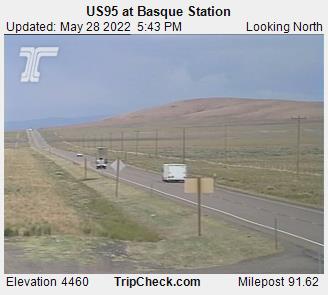 US95 at Basque Station
Updated: May 28 2022 5:43 PM Looking North
Elevation 4460 TripCheck.com Milepost 91.62